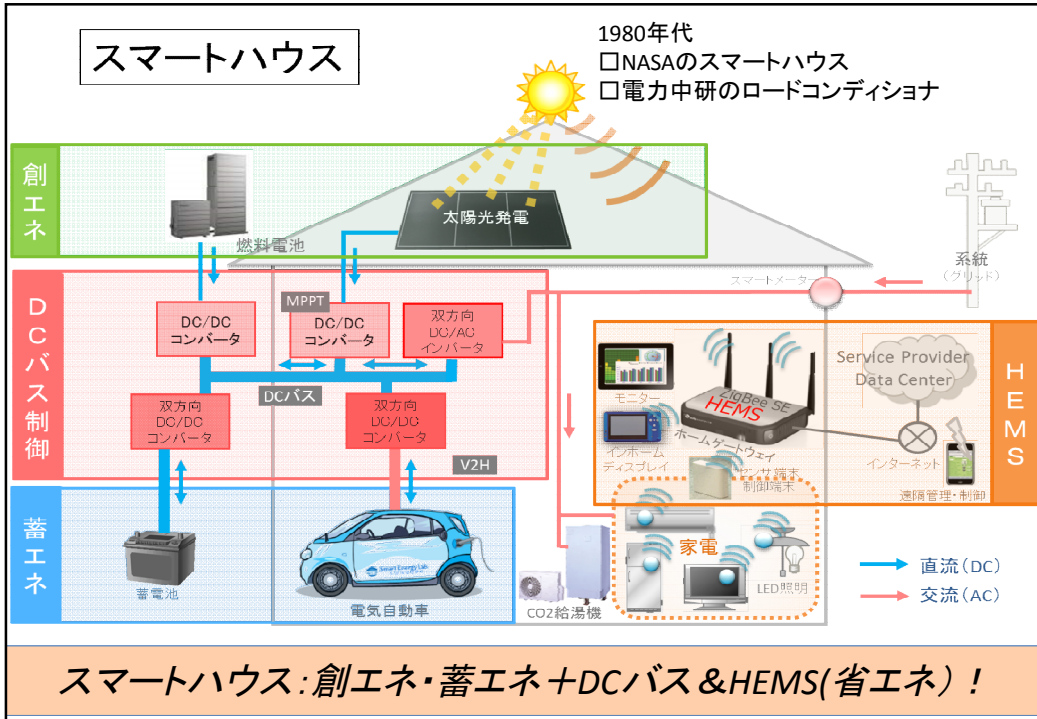 スマートハウス
1980年代
□NASAのスマートハウス
□電力中研のロードコンディショナ
創エネ
燃料電池
太陽光発電
系統
(グリッド)
スマートメーター
DCバス制御
MPPT
DC/DC
コンバータ
DC/DC
コンバータ
双方向
DC/AC
インバータ
DCバス
双方向
DC/DC
コンバータ
双方向
DC/DC
コンバータ
V2H
HEMS
モニター
インホーム
ディスプレイ
ZigBee SE
HEMS
ホームゲートウェイ
センサ端末
制御端末
Service Provider
Data Center
インターネット
遠隔管理・制御
蓄エネ
蓄電池
Smart Energy Lab
電気自動車
CO2給湯機
家電
LED照明
直流(DC)
交流(AC)
スマートハウス:創エネ・蓄エネ+DCバス&HEMS(省エネ)!